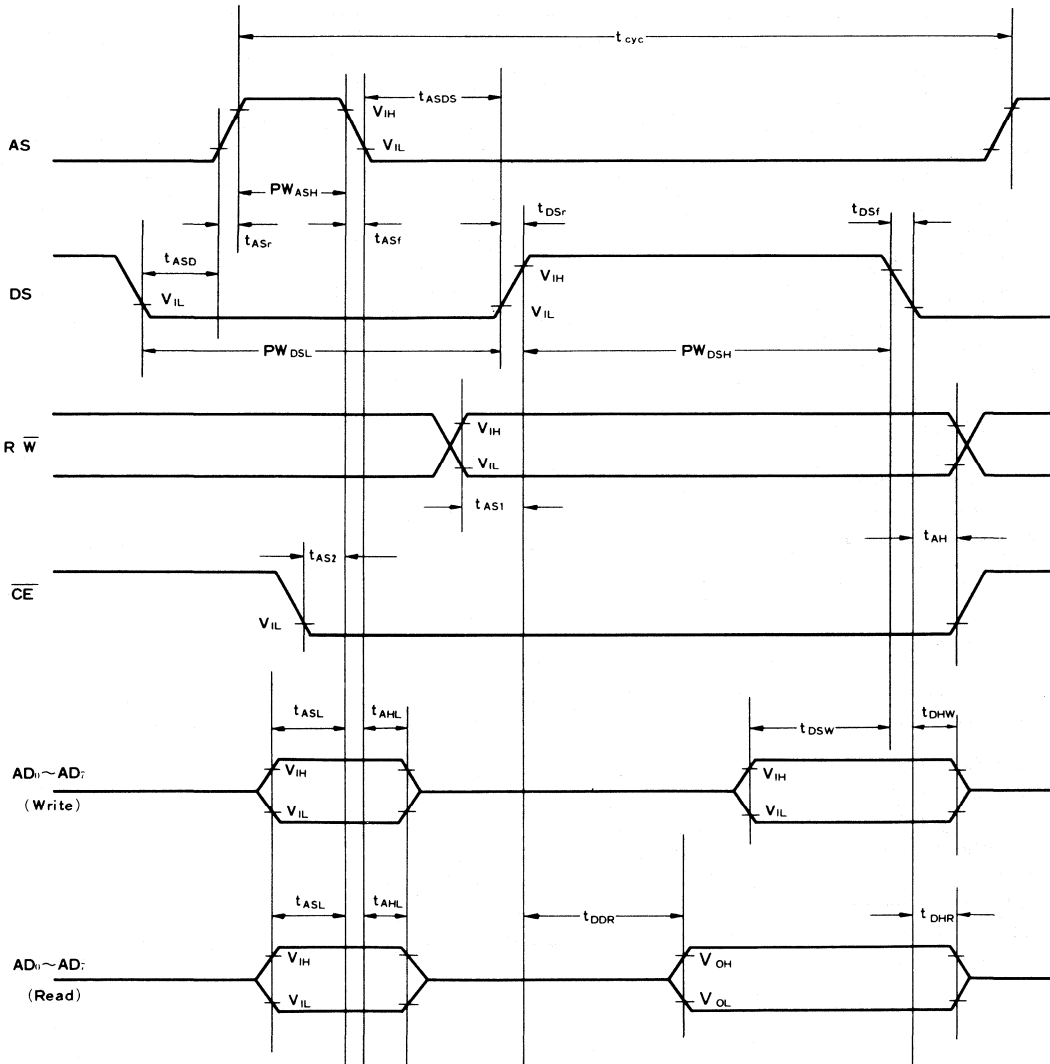 tcyc
tASDS
VIH
VIL
AS
PWASH
tASr
tASf
tDSr
tDSf
tASD
VIH
DS
VIL
VIL
PWDSL
PWDSH
VIH
R W
VIL
tAS1
tAS2
tAH
CE
VIL
tASL
tAHL
tDSW
tDHW
AD0~AD7
VIH
VIH
(Write)
VIL
VIL
tASL
tAHL
tDDR
tDHR
AD0~AD7
VIH
VOH
(Read)
VIL
VOL